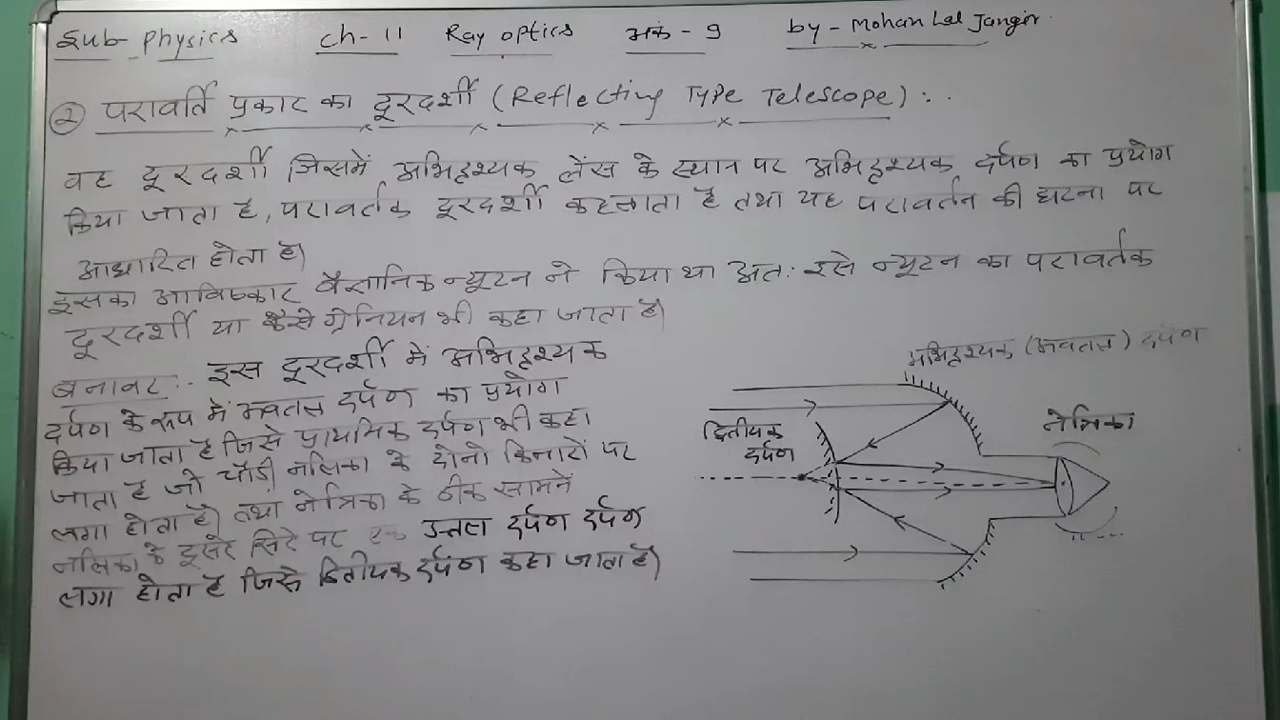 Sub- Physics ch- 11 Ray optics अंक - 9 by - Mohan Lal Jangir
② परावर्ति प्रकार का दूरदर्शी (Reflecting Type Telescope) :-
वह दूरदर्शी जिसमें अभिदृश्यक लेंस के स्थान पर अभिदृश्यक दर्पण का प्रयोग
किया जाता है, परावर्तक दूरदर्शी कहलाता है तथा यह परावर्तन की घटना पर
आधारित होता है।
इसका आविष्कार वैज्ञानिक न्यूटन ने किया था अतः इसे न्यूटन का परावर्तक
दूरदर्शी या कैसे ग्रेनियन भी कहा जाता है।
बनावट :- इस दूरदर्शी में अभिदृश्यक
दर्पण के रूप में अवतल दर्पण का प्रयोग
किया जाता है जिसे प्राथमिक दर्पण भी कहा
जाता है जो चौडी नलिका के दोनो किनारों पर
लगा होता है। तथा नेत्रिका के ठीक सामने
नलिका के दूसरे सिरे पर उत्तल दर्पण दर्पण
लगा होता है जिसे द्वितीयक दर्पण कहा जाता है।
अभिदृश्यक (अवतल) दर्पण
द्वितीयक
दर्पण
नेत्रिका